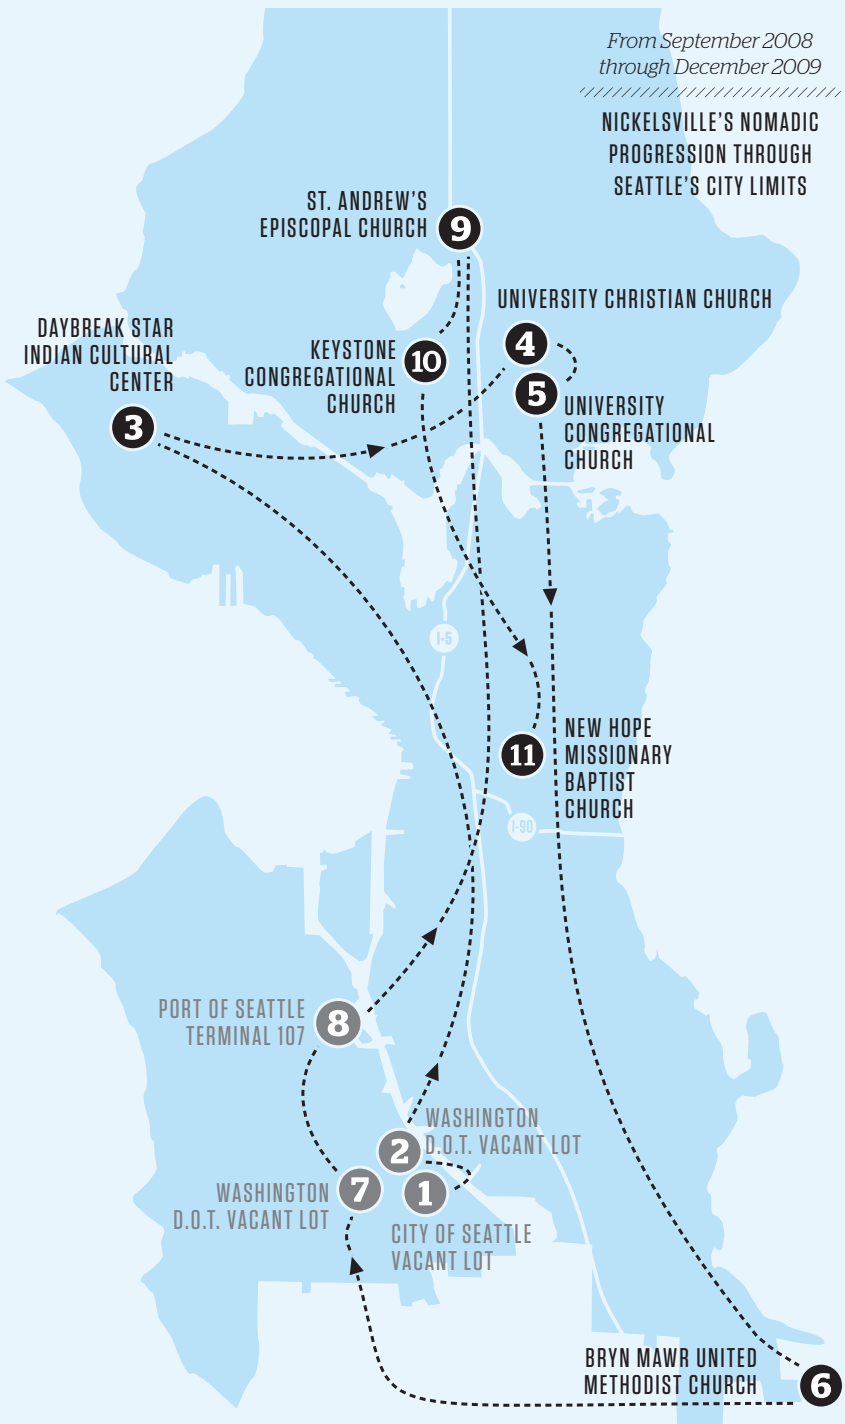 From September 2008
through December 2009
NICKELSVILLE'S NOMADIC
PROGRESSION THROUGH
SEATTLE'S CITY LIMITS
ST. ANDREW'S
EPISCOPAL CHURCH
9
UNIVERSITY CHRISTIAN CHURCH
4
DAYBREAK STAR
INDIAN CULTURAL
CENTER
3
KEYSTONE
CONGREGATIONAL
CHURCH
10
5
UNIVERSITY
CONGREGATIONAL
CHURCH
I-5
11
NEW HOPE
MISSIONARY
BAPTIST
CHURCH
I-90
PORT OF SEATTLE
TERMINAL 107
8
WASHINGTON
D.O.T. VACANT LOT
2
WASHINGTON
D.O.T. VACANT LOT
7
1
CITY OF SEATTLE
VACANT LOT
BRYN MAWR UNITED
METHODIST CHURCH
6